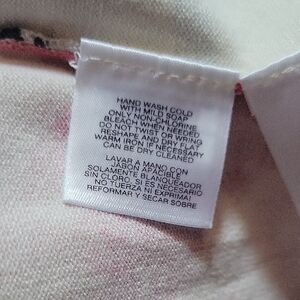 HAND WASH COLD
WITH MILD SOAP
ONLY NON-CHLORINE
BLEACH WHEN NEEDED
DO NOT TWIST OR WRING
RESHAPE AND DRY FLAT
WARM IRON IF NECESSARY
CAN BE DRY CLEANED
LAVAR A MANO CON
JABON APACIBLE
SOLAMENTE BLANQUEADOR
SIN CLORO, SI ES NECESARIO
NO TUERZA NI EXPRIMA!
REFORMAR Y SECAR SOBRE